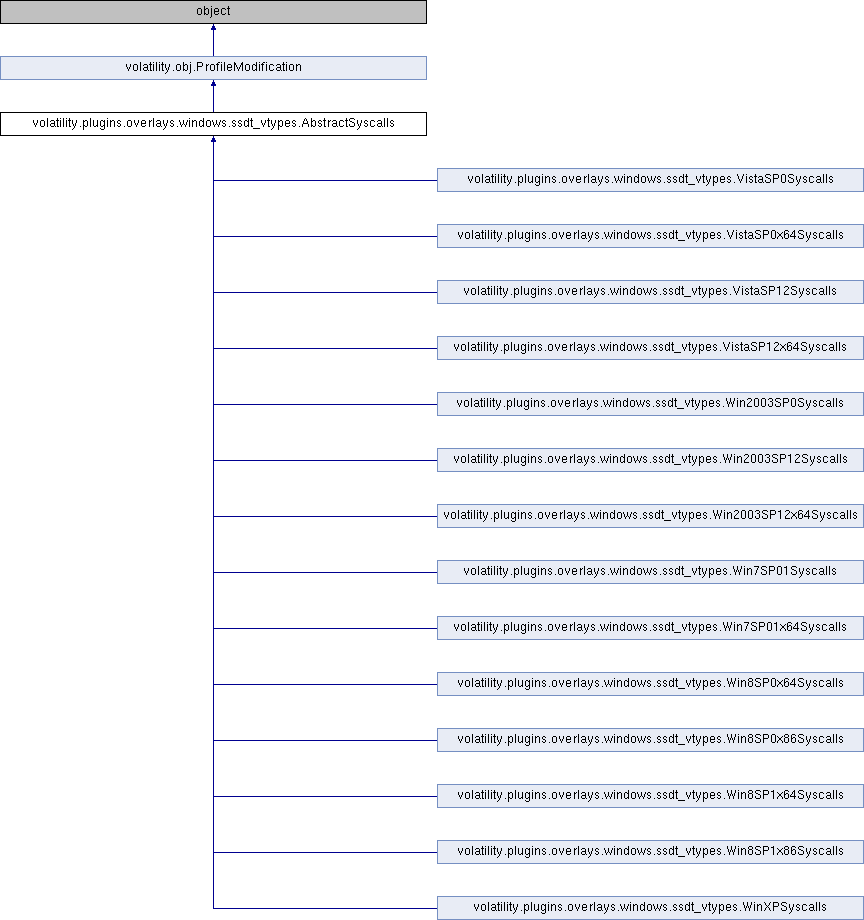 object
volatility.obj.ProfileModification
volatility.plugins.overlays.windows.ssdt_vtypes.AbstractSyscalls
volatility.plugins.overlays.windows.ssdt_vtypes.VistaSP0Syscalls
volatility.plugins.overlays.windows.ssdt_vtypes.VistaSP0x64Syscalls
volatility.plugins.overlays.windows.ssdt_vtypes.VistaSP12Syscalls
volatility.plugins.overlays.windows.ssdt_vtypes.VistaSP12x64Syscalls
volatility.plugins.overlays.windows.ssdt_vtypes.Win2003SP0Syscalls
volatility.plugins.overlays.windows.ssdt_vtypes.Win2003SP12Syscalls
volatility.plugins.overlays.windows.ssdt_vtypes.Win2003SP12x64Syscalls
volatility.plugins.overlays.windows.ssdt_vtypes.Win7SP01Syscalls
volatility.plugins.overlays.windows.ssdt_vtypes.Win7SP01x64Syscalls
volatility.plugins.overlays.windows.ssdt_vtypes.Win8SP0x64Syscalls
volatility.plugins.overlays.windows.ssdt_vtypes.Win8SP0x86Syscalls
volatility.plugins.overlays.windows.ssdt_vtypes.Win8SP1x64Syscalls
volatility.plugins.overlays.windows.ssdt_vtypes.Win8SP1x86Syscalls
volatility.plugins.overlays.windows.ssdt_vtypes.WinXPSyscalls